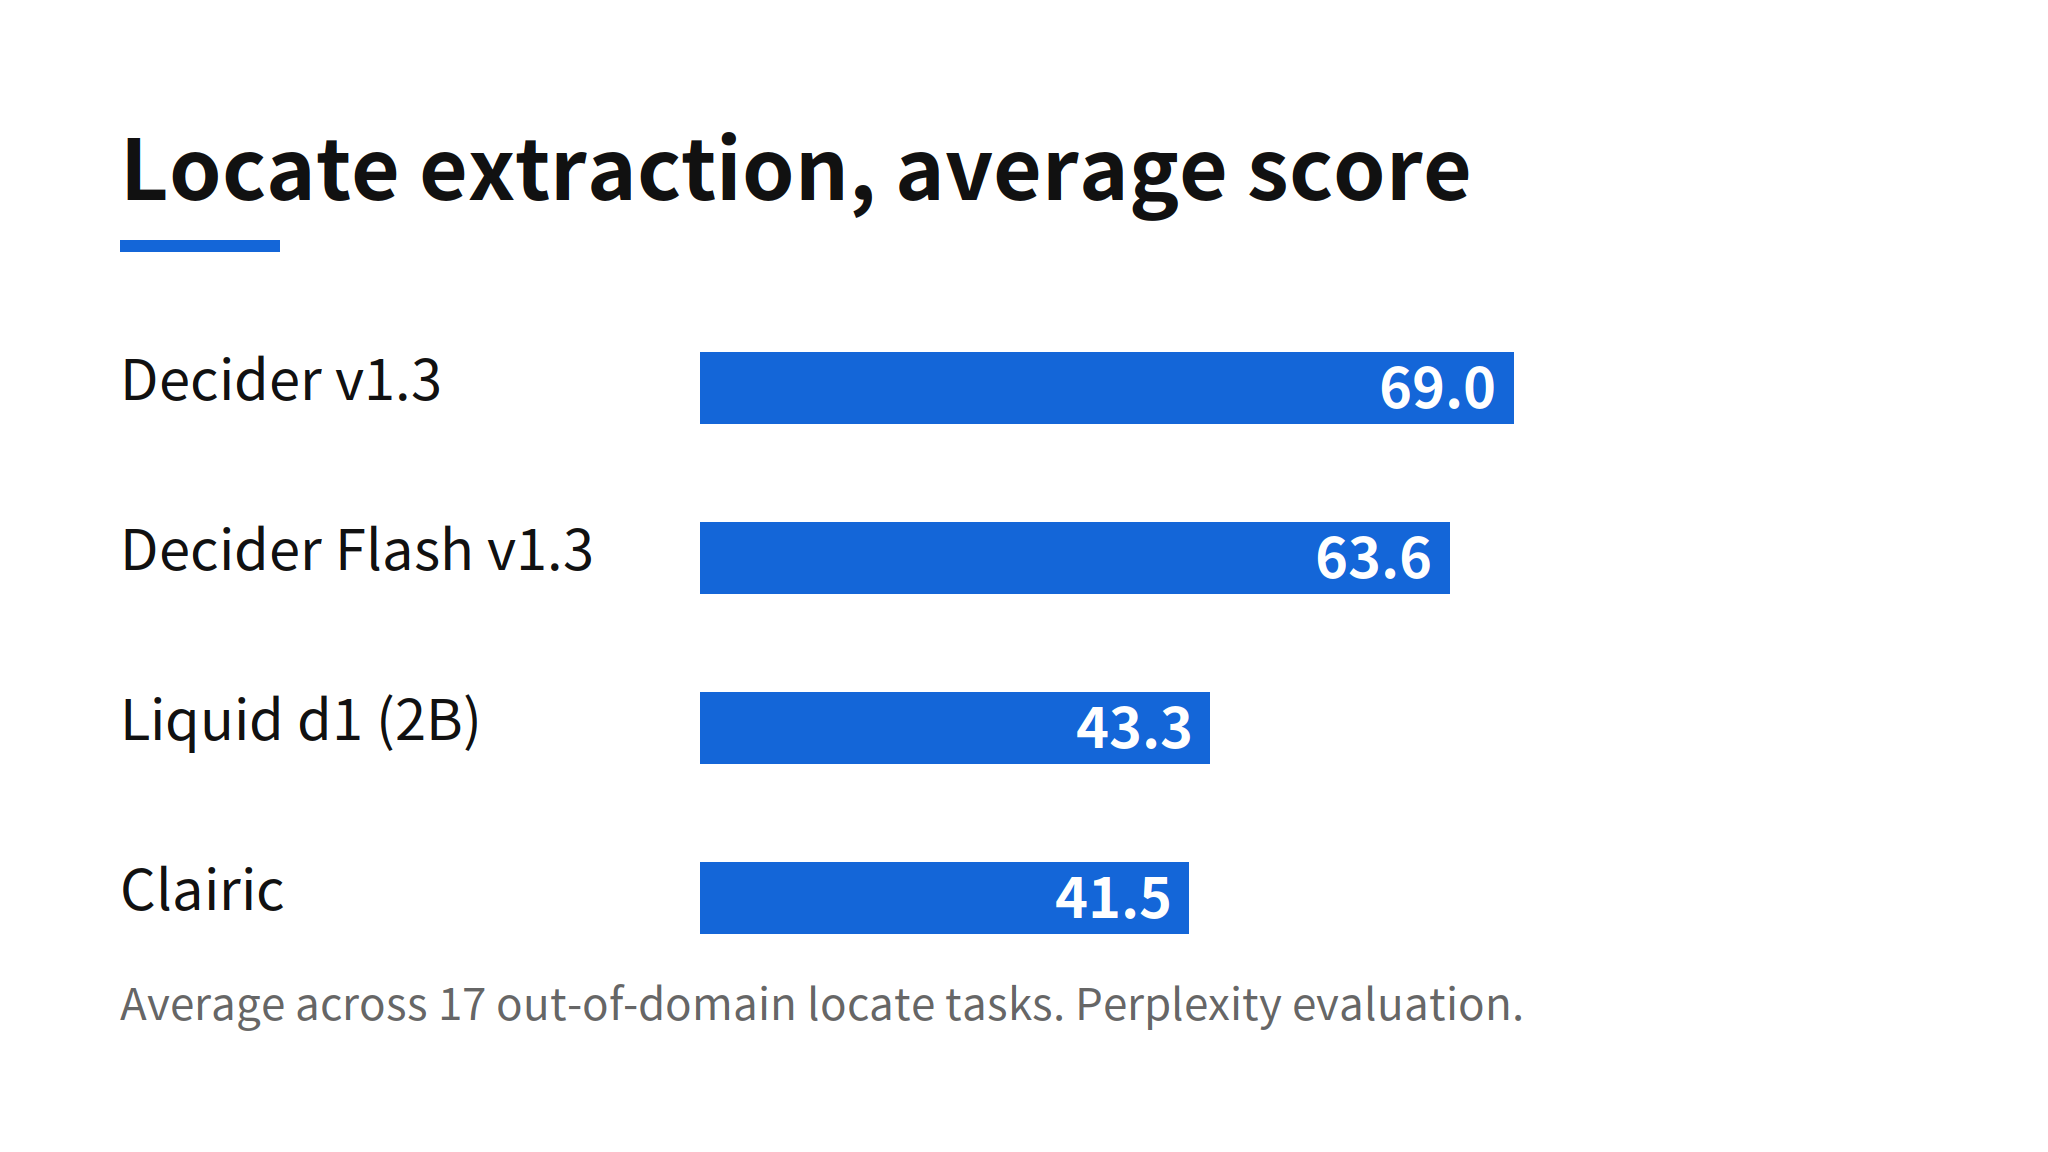 Locate extraction, average score
Decider v1.3
69.0
Decider Flash v1.3
63.6
Liquid d1 (2B)
43.3
Clairic
41.5
Average across 17 out-of-domain locate tasks. Perplexity evaluation.